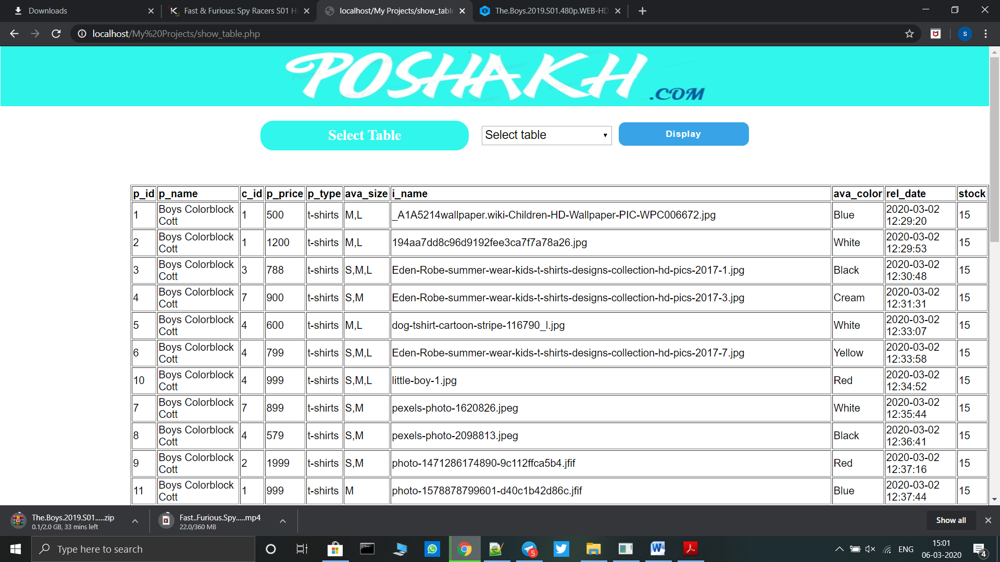 Downloads
Fast & Furious: Spy Racers S01 H
localhost/My Projects/show_table
The.Boys.2019.S01.480p.WEB-HD
localhost/My%20Projects/show_table.php
POSHAKH .COM
Select Table
Select table
Display
p_id p_name c_id p_price p_type ava_size i_name ava_color rel_date stock
1 Boys Colorblock Cott 1 500 t-shirts M,L _A1A5214wallpaper.wiki-Children-HD-Wallpaper-PIC-WPC006672.jpg Blue 2020-03-02 12:29:20 15
2 Boys Colorblock Cott 1 1200 t-shirts M,L 194aa7dd8c96d9192fee3ca7f7a78a26.jpg White 2020-03-02 12:29:53 15
3 Boys Colorblock Cott 3 788 t-shirts S,M,L Eden-Robe-summer-wear-kids-t-shirts-designs-collection-hd-pics-2017-1.jpg Black 2020-03-02 12:30:48 15
4 Boys Colorblock Cott 7 900 t-shirts S,M Eden-Robe-summer-wear-kids-t-shirts-designs-collection-hd-pics-2017-3.jpg Cream 2020-03-02 12:31:31 15
5 Boys Colorblock Cott 4 600 t-shirts M,L dog-tshirt-cartoon-stripe-116790_l.jpg White 2020-03-02 12:33:07 15
6 Boys Colorblock Cott 4 799 t-shirts S,M,L Eden-Robe-summer-wear-kids-t-shirts-designs-collection-hd-pics-2017-7.jpg Yellow 2020-03-02 12:33:58 15
10 Boys Colorblock Cott 4 999 t-shirts S,M,L little-boy-1.jpg Red 2020-03-02 12:34:52 15
7 Boys Colorblock Cott 7 899 t-shirts S,M pexels-photo-1620826.jpeg White 2020-03-02 12:35:44 15
8 Boys Colorblock Cott 4 579 t-shirts S,M pexels-photo-2098813.jpeg Black 2020-03-02 12:36:41 15
9 Boys Colorblock Cott 2 1999 t-shirts S,M photo-1471286174890-9c112ffca5b4.jfif Red 2020-03-02 12:37:16 15
11 Boys Colorblock Cott 1 999 t-shirts M photo-1578878799601-d40c1b42d86c.jfif Blue 2020-03-02 12:37:44 15
The.Boys.2019.S01.....zip
0.1/2.0 GB, 33 mins left
Fast..Furious.Spy.....mp4
22.0/360 MB
Show all
Type here to search
5
ENG
15:01
06-03-2020
4